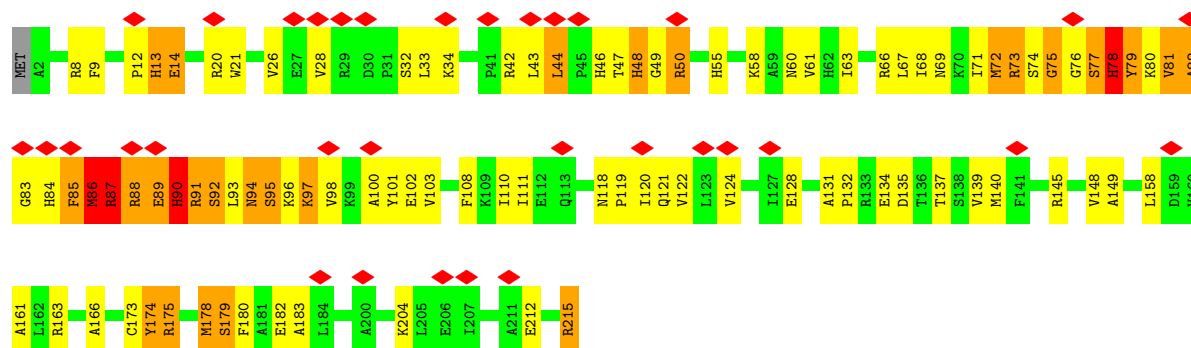 MET A2 R8 F9 P12 H13 E14 R20 W21 V26 E27 V28 R29 D30 P31 S32 L33 K34 P41 R42 L43 L44 P45 H46 T47 H48 G49 R50 H55 K58 A59 N60 V61 H62 I63 R66 L67 I68 N69 K70 I71 M72 R73 S74 G75 G76 S77 H78 Y79 K80 V81
G83 H84 F85 M86 R87 R88 E89 H90 R91 S92 L93 N94 S95 K96 K97 V98 K99 A100 Y101 E102 V103 F108 K109 I110 I111 E112 Q113 N118 P119 I120 Q121 V122 L123 V124 I127 E128 A131 P132 R133 E134 D135 T136 T137 S138 V139 M140 F141 R145 V148 A149 L158 D159
A161 L162 R163 A166 C173 Y174 R175 M178 S179 F180 A181 E182 A183 L184 A200 K204 L205 E206 I207 A211 E212 R215